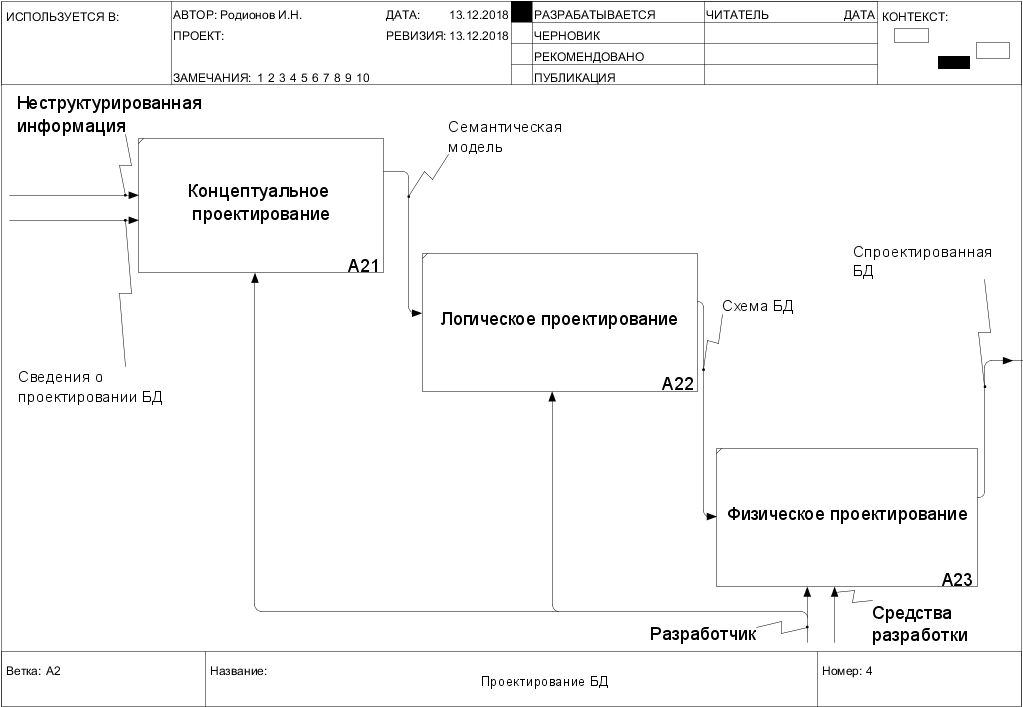 ИСПОЛЬЗУЕТСЯ В:
АВТОР: Родионов И.Н.
ДАТА: 13.12.2018
РАЗРАБАТЫВАЕТСЯ
ЧИТАТЕЛЬ
ДАТА
КОНТЕКСТ:
ПРОЕКТ:
РЕВИЗИЯ: 13.12.2018
ЧЕРНОВИК
РЕКОМЕНДОВАНО
ЗАМЕЧАНИЯ: 1 2 3 4 5 6 7 8 9 10
ПУБЛИКАЦИЯ
Неструктурированная
информация
Семантическая
модель
Концептуальное
проектирование
A21
Спроектированная
БД
Схема БД
Логическое проектирование
A22
Сведения о
проектировании БД
Физическое проектирование
A23
Средства
разработки
Разработчик
Ветка: A2
Название:
Проектирование БД
Номер: 4